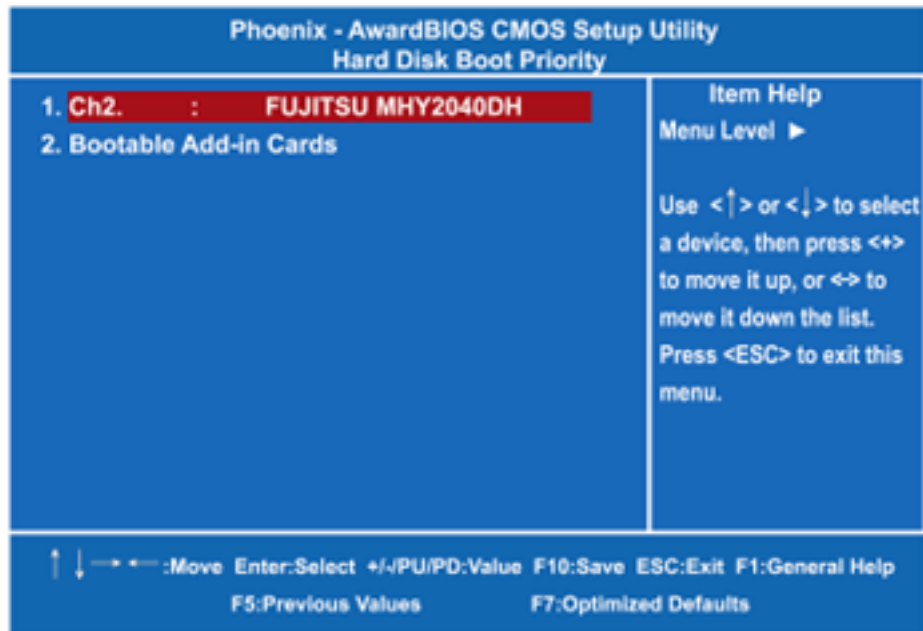 Phoenix - AwardBIOS CMOS Setup Utility
Hard Disk Boot Priority
1. Ch2. : FUJITSU MHY2040DH
2. Bootable Add-in Cards
Item Help
Menu Level ►
Use <↑> or <↓> to select
a device, then press <+>
to move it up, or <-> to
move it down the list.
Press <ESC> to exit this
menu.
↑ ↓ → ← :Move Enter:Select +/-/PU/PD:Value F10:Save ESC:Exit F1:General Help
F5:Previous Values F7:Optimized Defaults